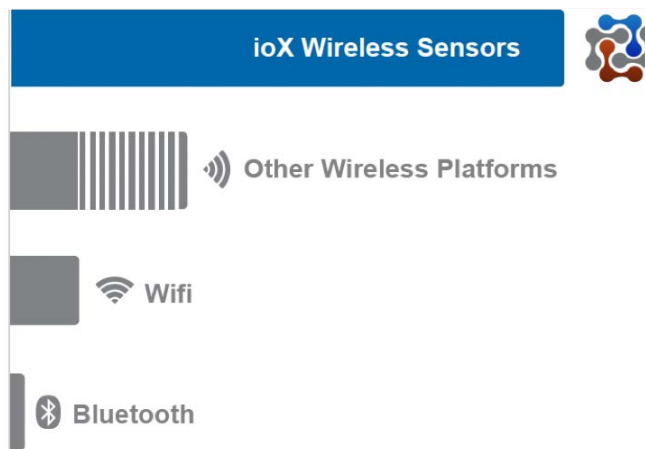 ioX Wireless Sensors
Other Wireless Platforms
Wifi
Bluetooth